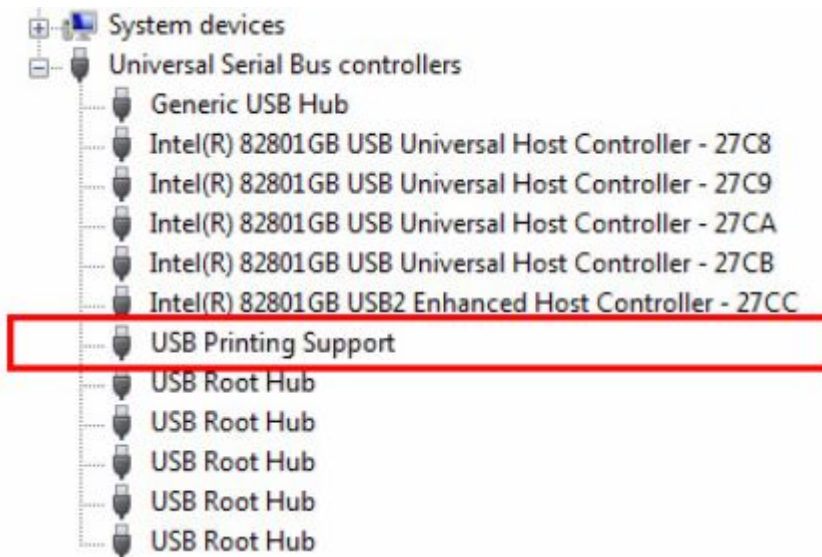 System devices
Universal Serial Bus controllers
Generic USB Hub
Intel(R) 82801GB USB Universal Host Controller - 27C8
Intel(R) 82801GB USB Universal Host Controller - 27C9
Intel(R) 82801GB USB Universal Host Controller - 27CA
Intel(R) 82801GB USB Universal Host Controller - 27CB
Intel(R) 82801GB USB2 Enhanced Host Controller - 27CC
USB Printing Support
USB Root Hub
USB Root Hub
USB Root Hub
USB Root Hub
USB Root Hub